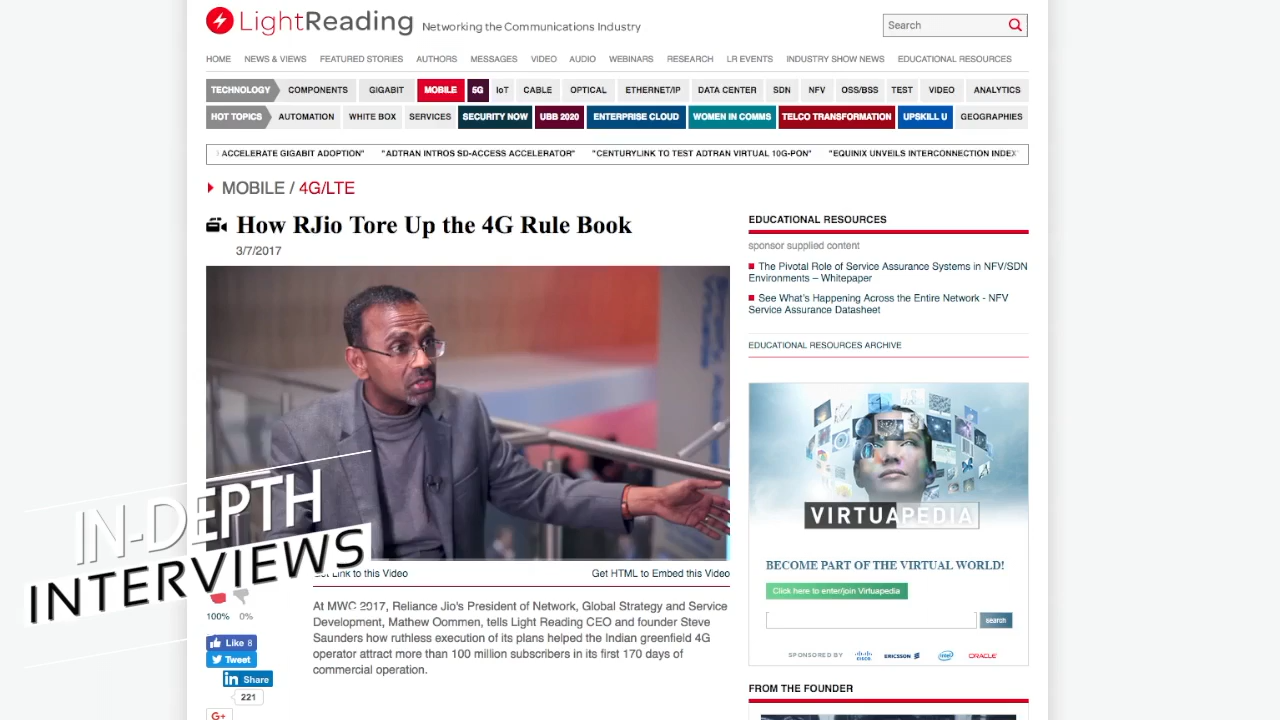 LightReading Networking the Communications Industry
Search
HOME NEWS & VIEWS FEATURED STORIES AUTHORS MESSAGES VIDEO AUDIO WEBINARS RESEARCH LR EVENTS INDUSTRY SHOW NEWS EDUCATIONAL RESOURCES
TECHNOLOGY COMPONENTS GIGABIT MOBILE 5G IoT CABLE OPTICAL ETHERNET/IP DATA CENTER SDN NFV OSS/BSS TEST VIDEO ANALYTICS
HOT TOPICS AUTOMATION WHITE BOX SERVICES SECURITY NOW UBB 2020 ENTERPRISE CLOUD WOMEN IN COMMS TELCO TRANSFORMATION UPSKILL U GEOGRAPHIES
ACCELERATE GIGABIT ADOPTION" "ADTRAN INTROS SD-ACCESS ACCELERATOR" "CENTURYLINK TO TEST ADTRAN VIRTUAL 10G-PON" "EQUINIX UNVEILS INTERCONNECTION INDEX"
MOBILE / 4G/LTE
How RJio Tore Up the 4G Rule Book
3/7/2017
IN-DEPTH
INTERVIEWS
Get Link to this Video Get HTML to Embed this Video
100% 0%
Like 8
Tweet
in Share
221
G+
At MWC 2017, Reliance Jio's President of Network, Global Strategy and Service
Development, Mathew Oommen, tells Light Reading CEO and founder Steve
Saunders how ruthless execution of its plans helped the Indian greenfield 4G
operator attract more than 100 million subscribers in its first 170 days of
commercial operation.
EDUCATIONAL RESOURCES
sponsor supplied content
The Pivotal Role of Service Assurance Systems in NFV/SDN
Environments – Whitepaper
See What's Happening Across the Entire Network - NFV
Service Assurance Datasheet
EDUCATIONAL RESOURCES ARCHIVE
VIRTUAPEDIA
BECOME PART OF THE VIRTUAL WORLD!
Click here to enter/join Virtuapedia
search
SPONSORED BY CISCO ERICSSON intel ORACLE
FROM THE FOUNDER